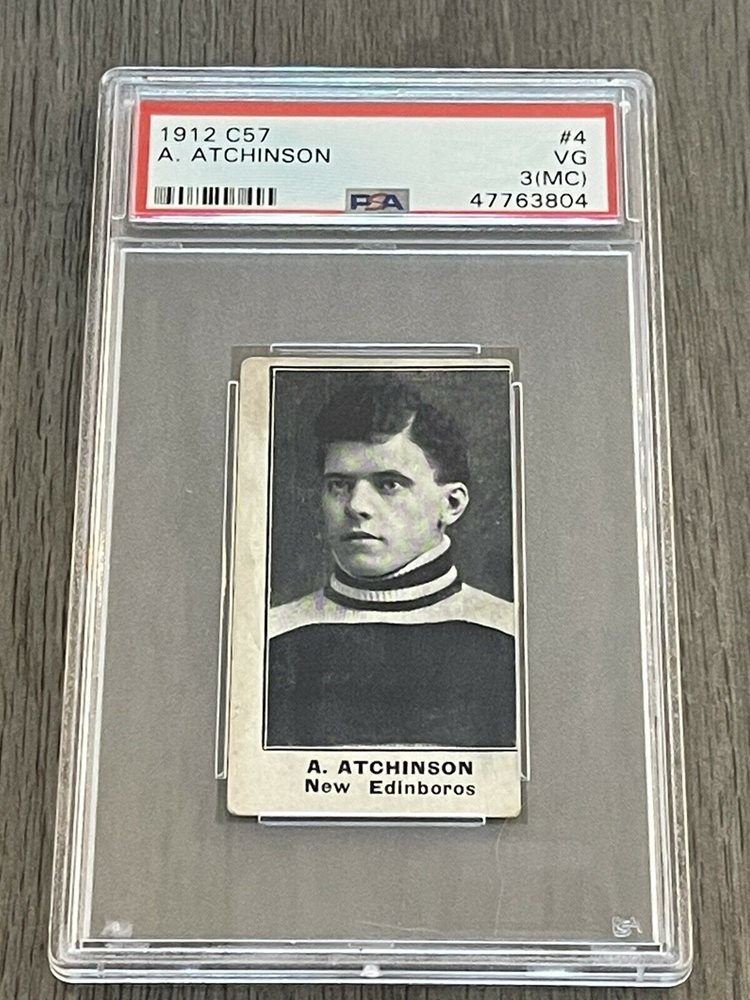 1912 C57 #4
A. ATCHINSON VG
3(MC)
PSA 47763804
A. ATCHINSON
New Edinboros